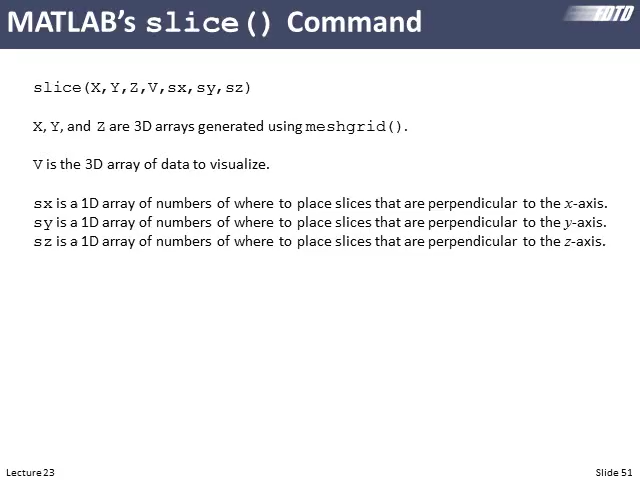 MATLAB's slice() Command
FDTD
slice(X,Y,Z,V,sx,sy,sz)
X, Y, and Z are 3D arrays generated using meshgrid().
V is the 3D array of data to visualize.
sx is a 1D array of numbers of where to place slices that are perpendicular to the x-axis.
sy is a 1D array of numbers of where to place slices that are perpendicular to the y-axis.
sz is a 1D array of numbers of where to place slices that are perpendicular to the z-axis.
Lecture 23
Slide 51